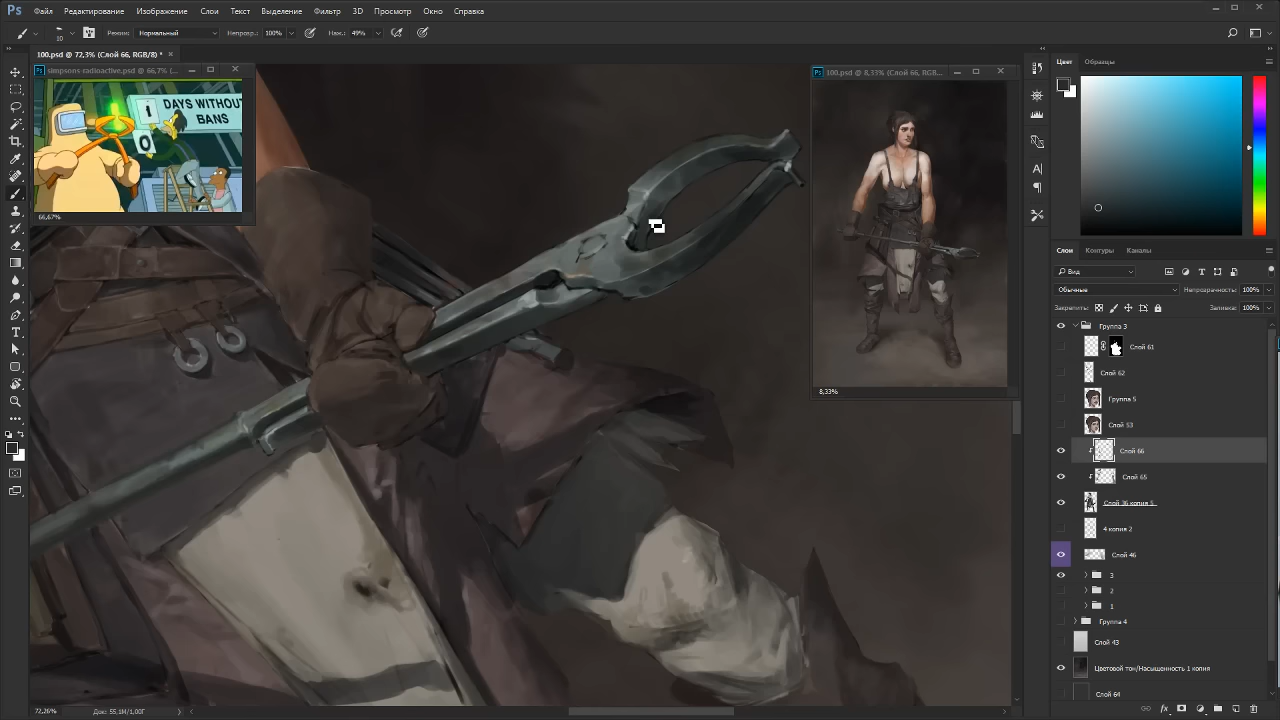 Ps Файл Редактирование Изображение Слои Текст Выделение Фильтр 3D Просмотр Окно Справка
10 Режим: Нормальный Непрозр.: 100% Наж.: 49%
100.psd @ 72,3% (Слой 66, RGB/8) *
simpsons-radioactive.psd @ 66,7% (...
1 DAYS WITHOUT
0 BANS
66,67%
100.psd @ 8,33% (Слой 66, RGB...
8,33%
Цвет Образцы
Слои Контуры Каналы
Вид
Обычные Непрозрачность: 100%
Закрепить: Заливка: 100%
Группа 3
Слой 61
Слой 62
Группа 5
Слой 53
Слой 66
Слой 65
Слой 36 копия 5
4 копия 2
Слой 46
3
2
1
Группа 4
Слой 43
Цветовой тон/Насыщенность 1 копия
Слой 64
72,26% Док: 55,1M/1,00Г